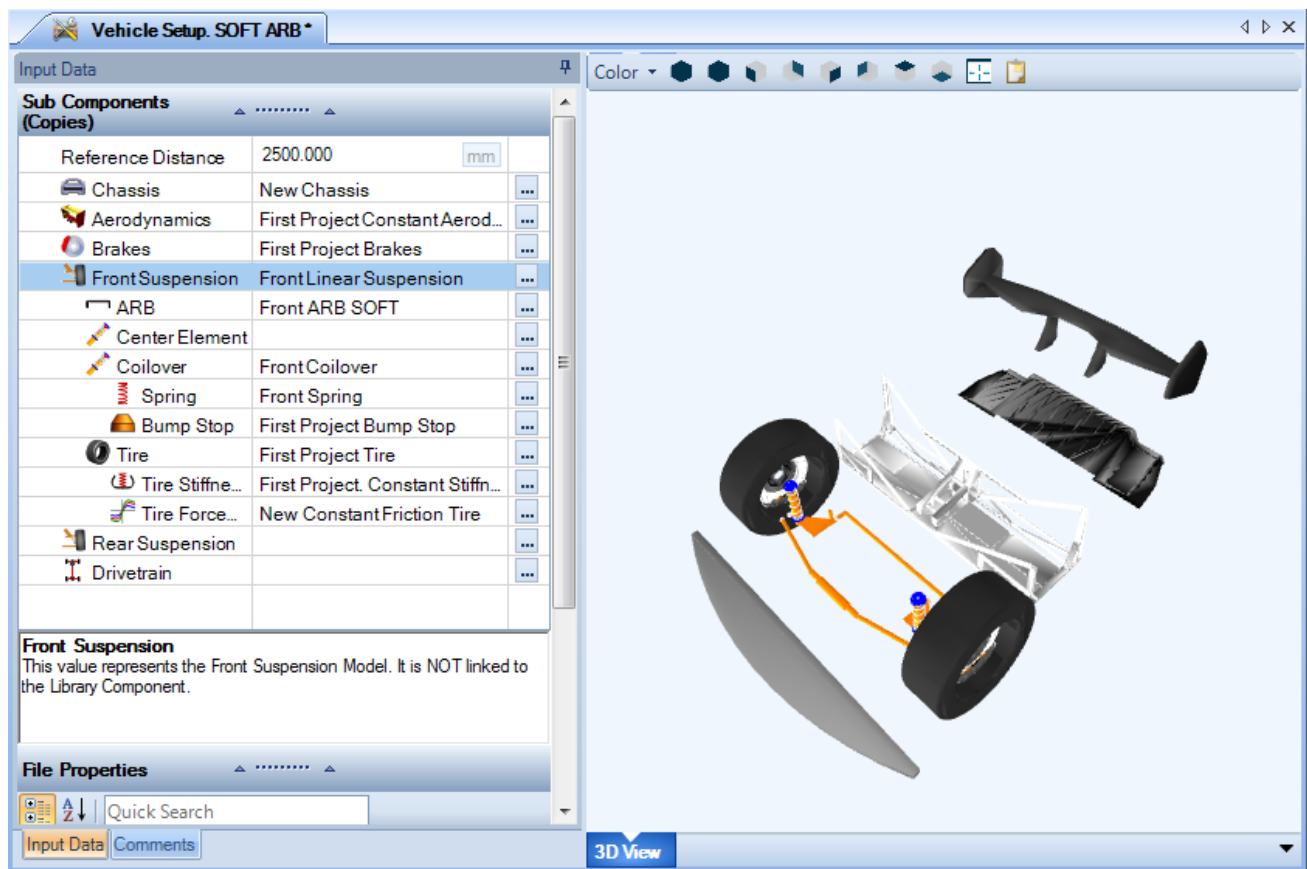 Vehicle Setup. SOFT ARB*
Input Data
Sub Components
(Copies)
Reference Distance 2500.000 mm
Chassis New Chassis ...
Aerodynamics First Project Constant Aerod... ...
Brakes First Project Brakes ...
Front Suspension Front Linear Suspension ...
ARB Front ARB SOFT ...
Center Element ...
Coilover Front Coilover ...
Spring Front Spring ...
Bump Stop First Project Bump Stop ...
Tire First Project Tire ...
Tire Stiffne... First Project. Constant Stiffn... ...
Tire Force... New Constant Friction Tire ...
Rear Suspension ...
Drivetrain ...
Front Suspension
This value represents the Front Suspension Model. It is NOT linked to
the Library Component.
File Properties
A Z Quick Search
Input Data Comments
Color
3D View